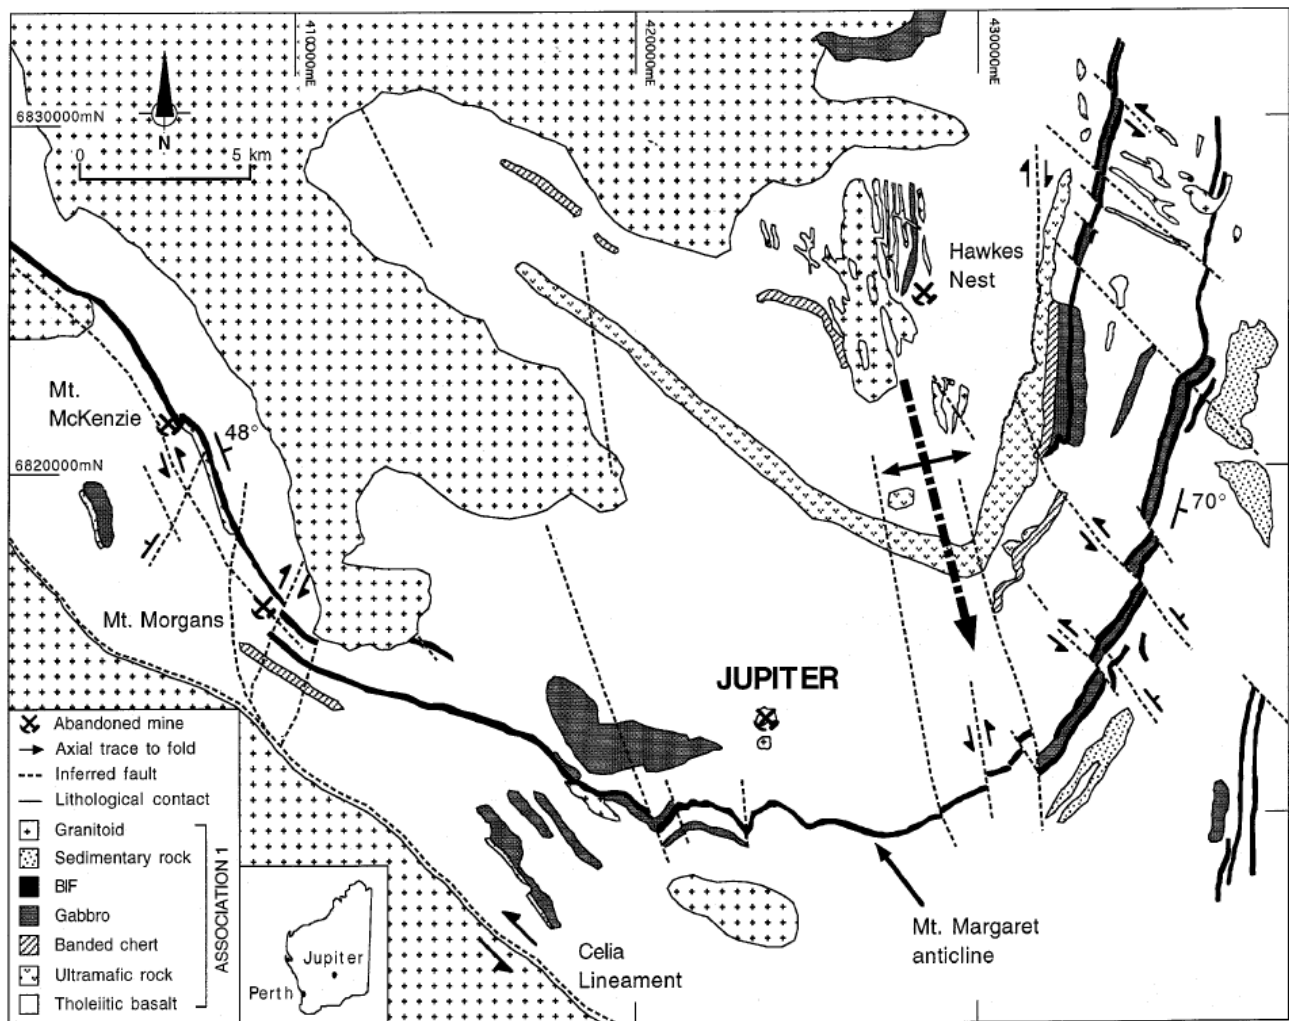 410000mE
420000mE
430000mE
6830000mN
N
0 5 km
Hawkes
Nest
Mt.
McKenzie
48°
6820000mN
70°
Mt. Morgans
JUPITER
Abandoned mine
Axial trace to fold
Inferred fault
Lithological contact
Granitoid
Sedimentary rock
BIF
Gabbro
Banded chert
Ultramafic rock
Tholeiitic basalt
ASSOCIATION 1
Jupiter
Perth
Celia
Lineament
Mt. Margaret
anticline